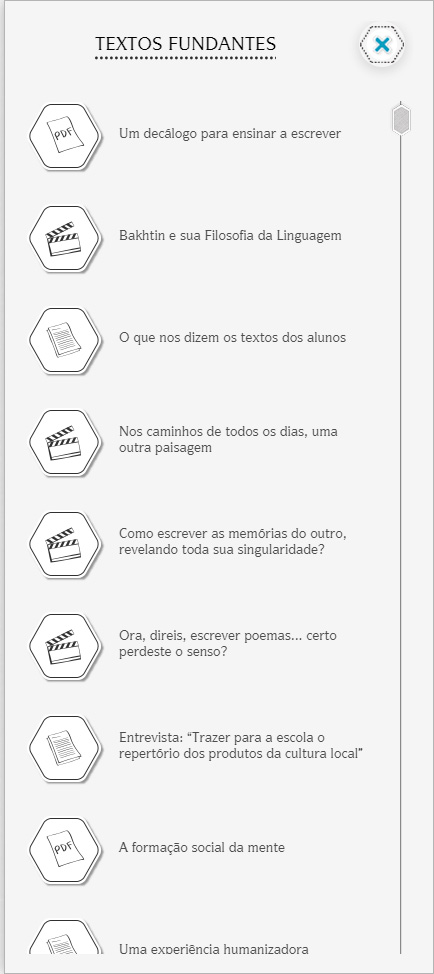 TEXTOS FUNDANTES
PDF
Um decálogo para ensinar a escrever
Bakhtin e sua Filosofia da Linguagem
O que nos dizem os textos dos alunos
Nos caminhos de todos os dias, uma
outra paisagem
Como escrever as memórias do outro,
revelando toda sua singularidade?
Ora, direis, escrever poemas... certo
perdeste o senso?
Entrevista: “Trazer para a escola o
repertório dos produtos da cultura local”
PDF
A formação social da mente
Uma experiência humanizadora